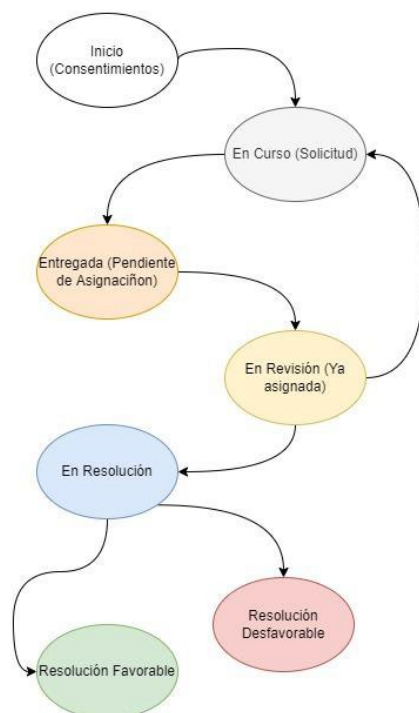 Inicio
(Consentimientos)
En Curso (Solicitud)
Entregada (Pendiente
de Asignaciñon)
En Revisión (Ya
asignada)
En Resolución
Resolución
Desfavorable
Resolución Favorable